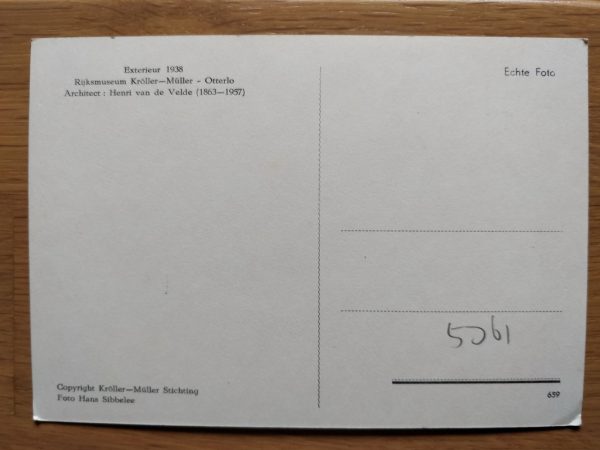 Exterieur 1938
Rijksmuseum Kröller—Müller - Otterlo
Architect : Henri van de Velde (1863—1957)
Echte Foto
5061
Copyright Kröller—Müller Stichting
Foto Hans Sibbelee
659